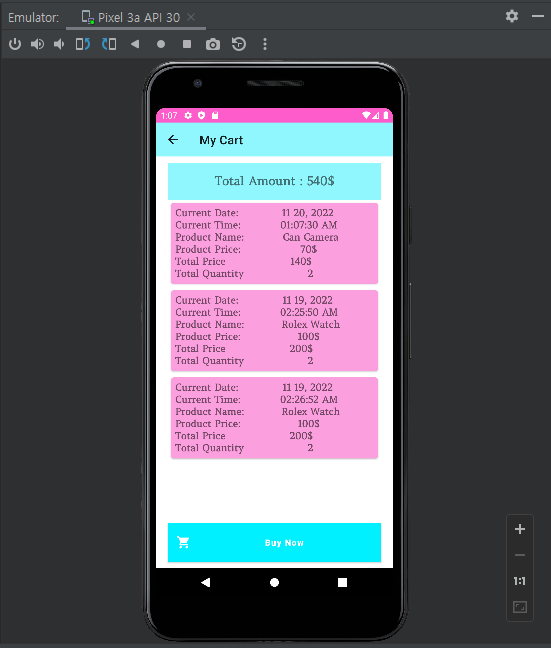 Emulator: Pixel 3a API 30
1:07
My Cart
Total Amount : 540$
Current Date: 11 20, 2022
Current Time: 01:07:30 AM
Product Name: Can Camera
Product Price: 70$
Total Price 140$
Total Quantity 2
Current Date: 11 19, 2022
Current Time: 02:25:50 AM
Product Name: Rolex Watch
Product Price: 100$
Total Price 200$
Total Quantity 2
Current Date: 11 19, 2022
Current Time: 02:26:52 AM
Product Name: Rolex Watch
Product Price: 100$
Total Price 200$
Total Quantity 2
Buy Now
1:1